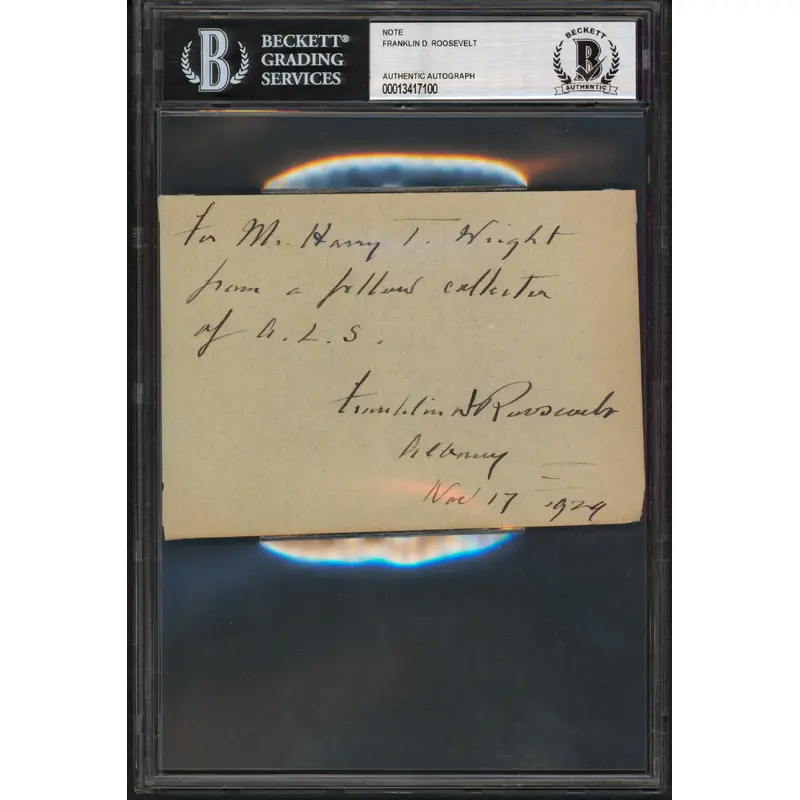 BECKETT®
GRADING
SERVICES
NOTE
FRANKLIN D. ROOSEVELT
AUTHENTIC AUTOGRAPH
00013417100
BECKETT
B
AUTHENTIC
B
For Mr. Harry T. Wright
from a fellow collector
of A.L.S.
Franklin D Roosevelt
Albany
Nov 17 1929